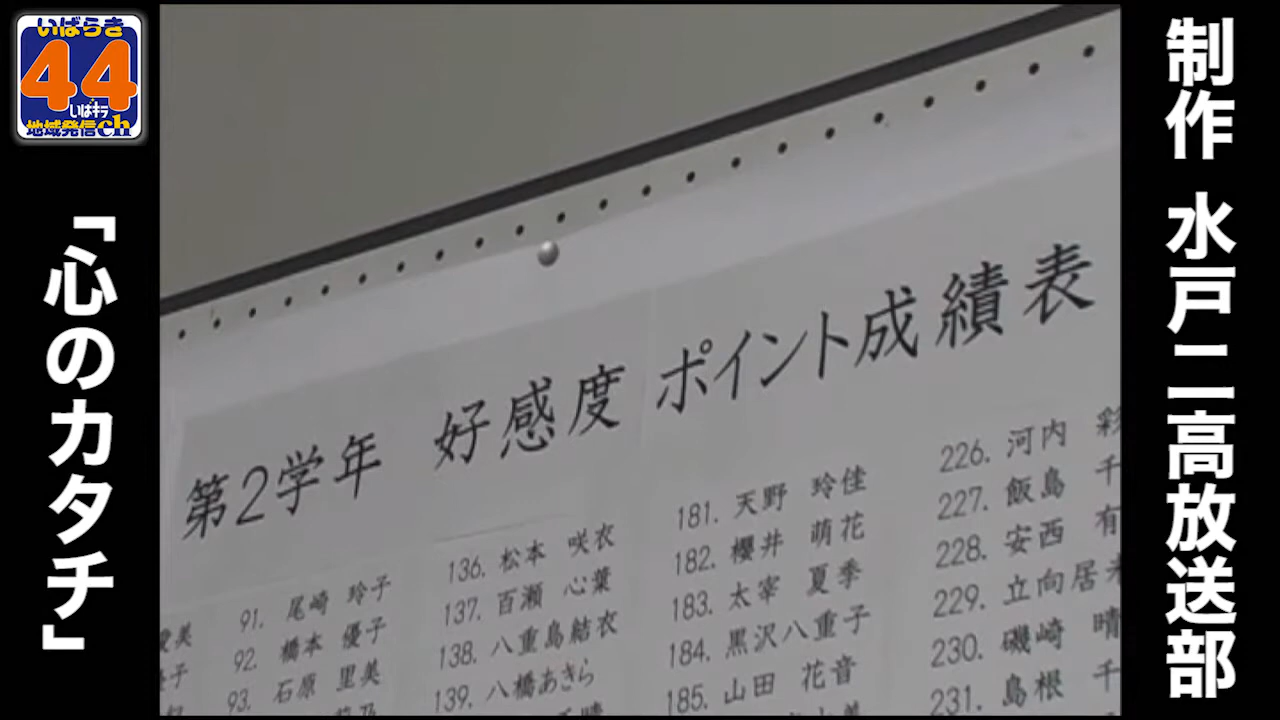 いばらき
44
いばキラ
地域発信ch
「心のカタチ」
制作 水戸二高放送部
第2学年 好感度 ポイント成績表
91. 尾崎 玲子
92. 橋本 優子
93. 石原 里美
136. 松本 咲衣
137. 百瀬 心葉
138. 八重島結衣
139. 八橋あきら
181. 天野 玲佳
182. 櫻井 萌花
183. 太宰 夏季
184. 黒沢八重子
185. 山田 花音
226. 河内 彩
227. 飯島 千
228. 安西 有
229. 立向居
230. 磯崎 晴
231. 島根 千